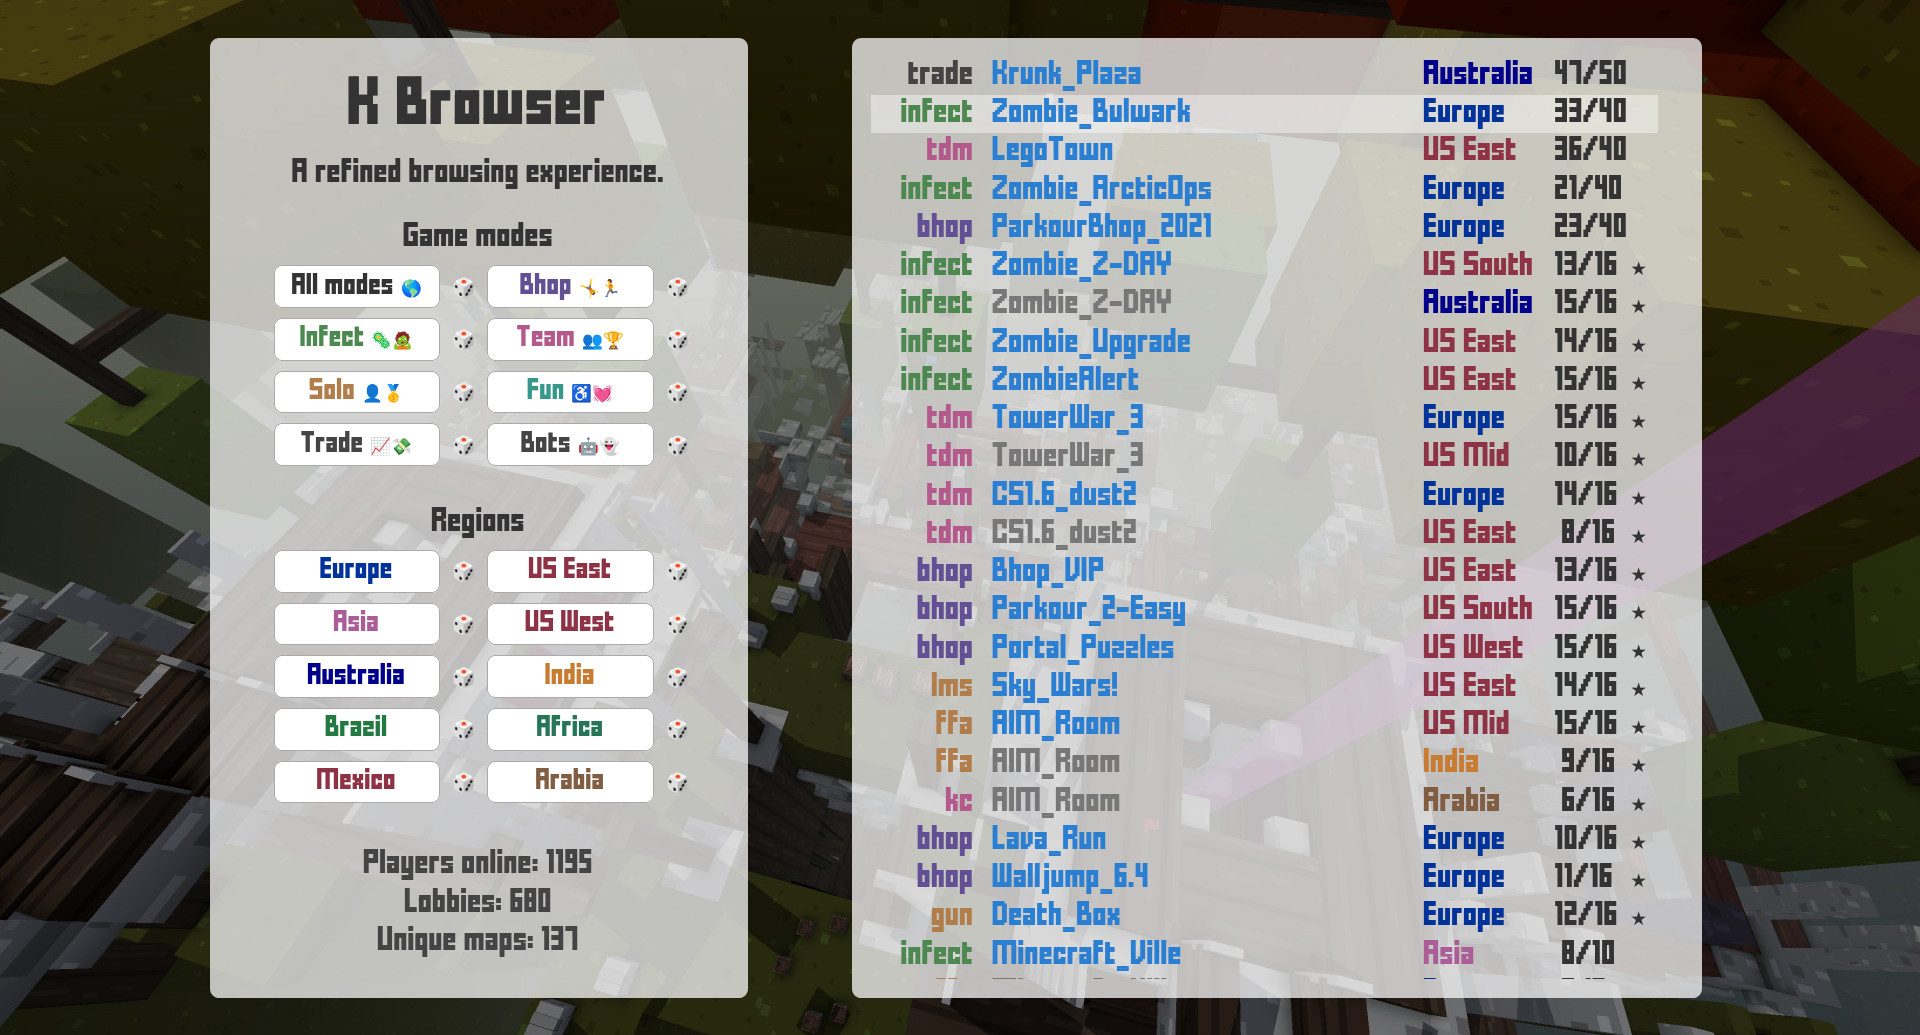 K Browser
A refined browsing experience.
Game modes
All modes 🌎 Bhop 🤸🏃
Infect 🦠🧟 Team 👥🏆
Solo 👤🥇 Fun ♿💓
Trade 📈💸 Bots 🤖👻
Regions
Europe US East
Asia US West
Australia India
Brazil Africa
Mexico Arabia
Players online: 1195
Lobbies: 680
Unique maps: 137
trade Krunk_Plaza Australia 47/50
infect Zombie_Bulwark Europe 33/40
tdm LegoTown US East 36/40
infect Zombie_ArcticOps Europe 21/40
bhop ParkourBhop_2021 Europe 23/40
infect Zombie_Z-DAY US South 13/16 ★
infect Zombie_Z-DAY Australia 15/16 ★
infect Zombie_Upgrade US East 14/16 ★
infect ZombieAlert US East 15/16 ★
tdm TowerWar_3 Europe 15/16 ★
tdm TowerWar_3 US Mid 10/16 ★
tdm CS1.6_dust2 Europe 14/16 ★
tdm CS1.6_dust2 US East 8/16 ★
bhop Bhop_VIP US East 13/16 ★
bhop Parkour_2-Easy US South 15/16 ★
bhop Portal_Puzzles US West 15/16 ★
lms Sky_Wars! US East 14/16 ★
ffa AIM_Room US Mid 15/16 ★
ffa AIM_Room India 9/16 ★
kc AIM_Room Arabia 6/16 ★
bhop Lava_Run Europe 10/16 ★
bhop Walljump_6.4 Europe 11/16 ★
gun Death_Box Europe 12/16 ★
infect Minecraft_Ville Asia 8/10